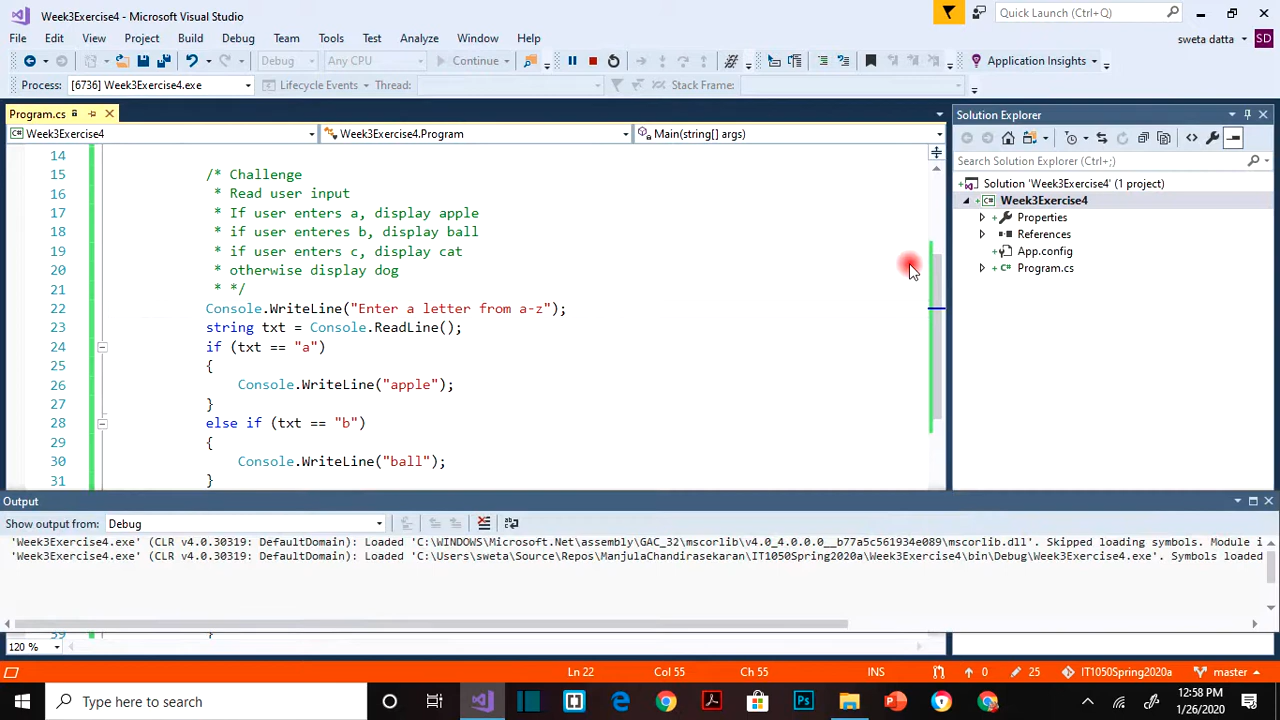 Week3Exercise4 - Microsoft Visual Studio
Quick Launch (Ctrl+Q)
File Edit View Project Build Debug Team Tools Test Analyze Window Help
sweta datta SD
Debug Any CPU Continue Application Insights
Process: [6736] Week3Exercise4.exe Lifecycle Events Thread: Stack Frame:
Program.cs
Solution Explorer
Week3Exercise4 Week3Exercise4.Program Main(string[] args)
Search Solution Explorer (Ctrl+;)
Solution 'Week3Exercise4' (1 project)
Week3Exercise4
Properties
References
App.config
Program.cs
14
15 /* Challenge
16 * Read user input
17 * If user enters a, display apple
18 * if user enteres b, display ball
19 * if user enters c, display cat
20 * otherwise display dog
21 * */
22 Console.WriteLine("Enter a letter from a-z");
23 string txt = Console.ReadLine();
24 if (txt == "a")
25 {
26 Console.WriteLine("apple");
27 }
28 else if (txt == "b")
29 {
30 Console.WriteLine("ball");
31 }
Output
Show output from: Debug
'Week3Exercise4.exe' (CLR v4.0.30319: DefaultDomain): Loaded 'C:\WINDOWS\Microsoft.Net\assembly\GAC_32\mscorlib\v4.0_4.0.0.0__b77a5c561934e089\mscorlib.dll'. Skipped loading symbols. Module i
'Week3Exercise4.exe' (CLR v4.0.30319: DefaultDomain): Loaded 'C:\Users\sweta\Source\Repos\ManjulaChandirasekaran\IT1050Spring2020a\Week3Exercise4\bin\Debug\Week3Exercise4.exe'. Symbols loaded
120 %
Ln 22 Col 55 Ch 55 INS 0 25 IT1050Spring2020a master
Type here to search
12:58 PM
1/26/2020